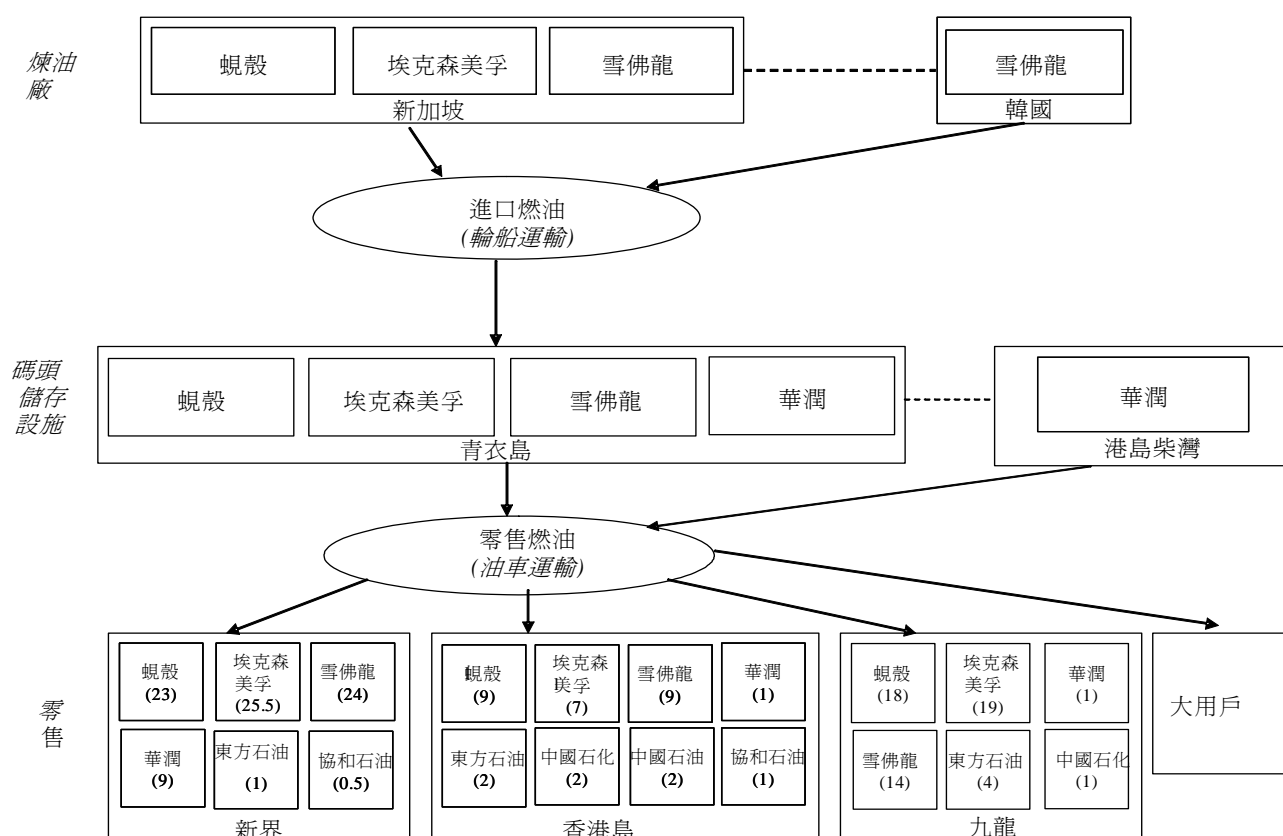 煉油
廠
蜆殼
埃克森美孚
雪佛龍
新加坡
雪佛龍
韓國
進口燃油
(輪船運輸)
碼頭
儲存
設施
蜆殼
埃克森美孚
雪佛龍
華潤
青衣島
華潤
港島柴灣
零售燃油
(油車運輸)
零
售
蜆殼
(23)
埃克森
美孚
(25.5)
雪佛龍
(24)
華潤
(9)
東方石油
(1)
協和石油
(0.5)
新界
蜆殼
(9)
埃克森
美孚
(7)
雪佛龍
(9)
華潤
(1)
東方石油
(2)
中國石化
(2)
中國石油
(2)
協和石油
(1)
香港島
蜆殼
(18)
埃克森
美孚
(19)
華潤
(1)
雪佛龍
(14)
東方石油
(4)
中國石化
(1)
九龍
大用戶